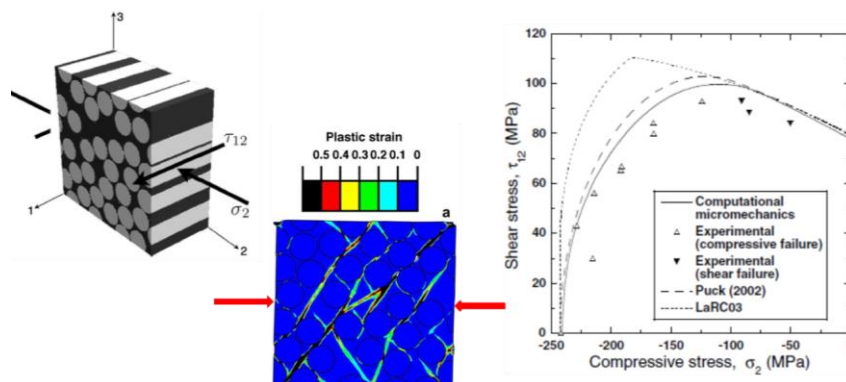 3
τ12
σ2
1
2
Plastic strain
0.5 0.4 0.3 0.2 0.1 0
a
Shear stress, τ12 (MPa)
120
100
80
60
40
20
0
Computational
micromechanics
Experimental
(compressive failure)
Experimental
(shear failure)
Puck (2002)
LaRC03
-250 -200 -150 -100 -50
Compressive stress, σ2 (MPa)